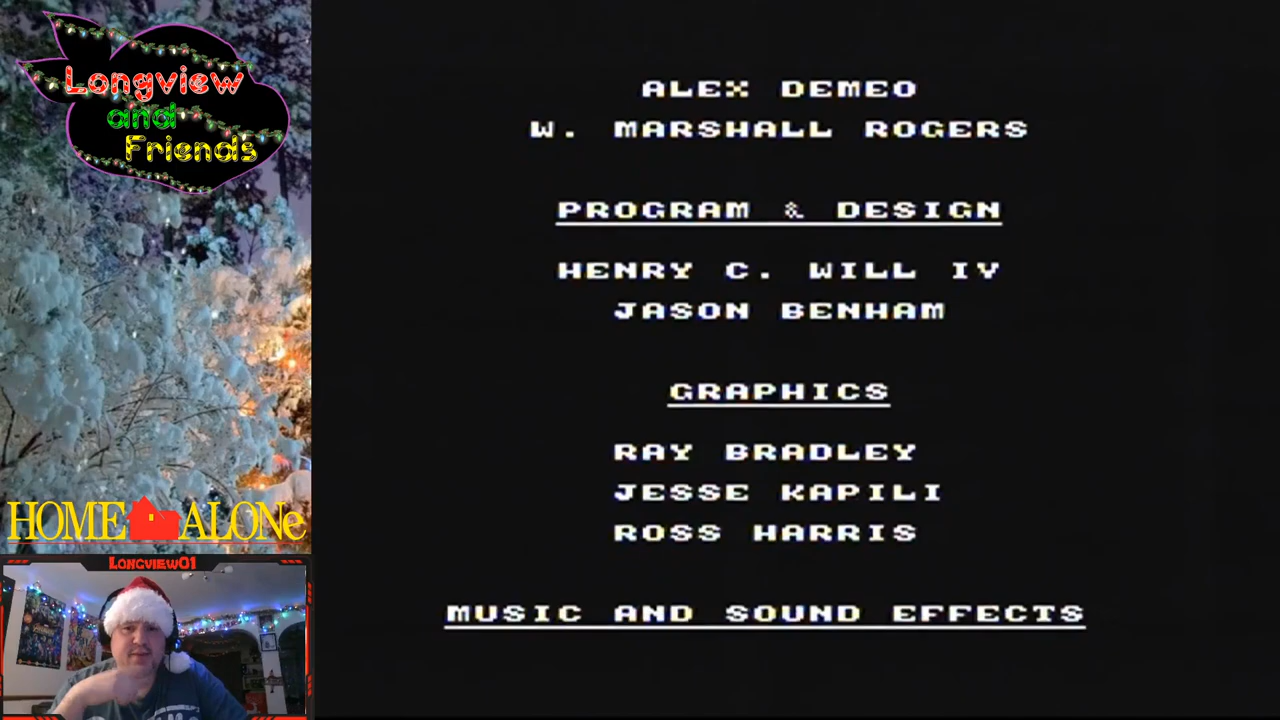 Longview
and
Friends
HOME ALONe
LONGVIEW01
ALEX DEMEO
W. MARSHALL ROGERS
PROGRAM & DESIGN
HENRY C. WILL IV
JASON BENHAM
GRAPHICS
RAY BRADLEY
JESSE KAPILI
ROSS HARRIS
MUSIC AND SOUND EFFECTS